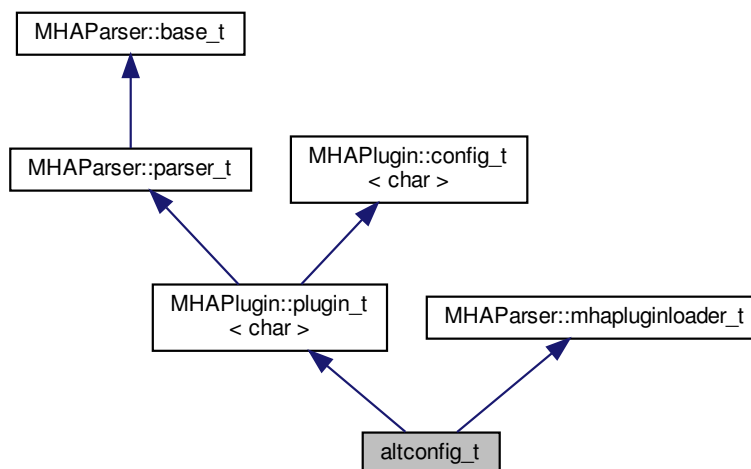 MHAParser::base_t
MHAParser::parser_t
MHAPlugin::config_t
< char >
MHAPlugin::plugin_t
< char >
MHAParser::mhapluginloader_t
altconfig_t